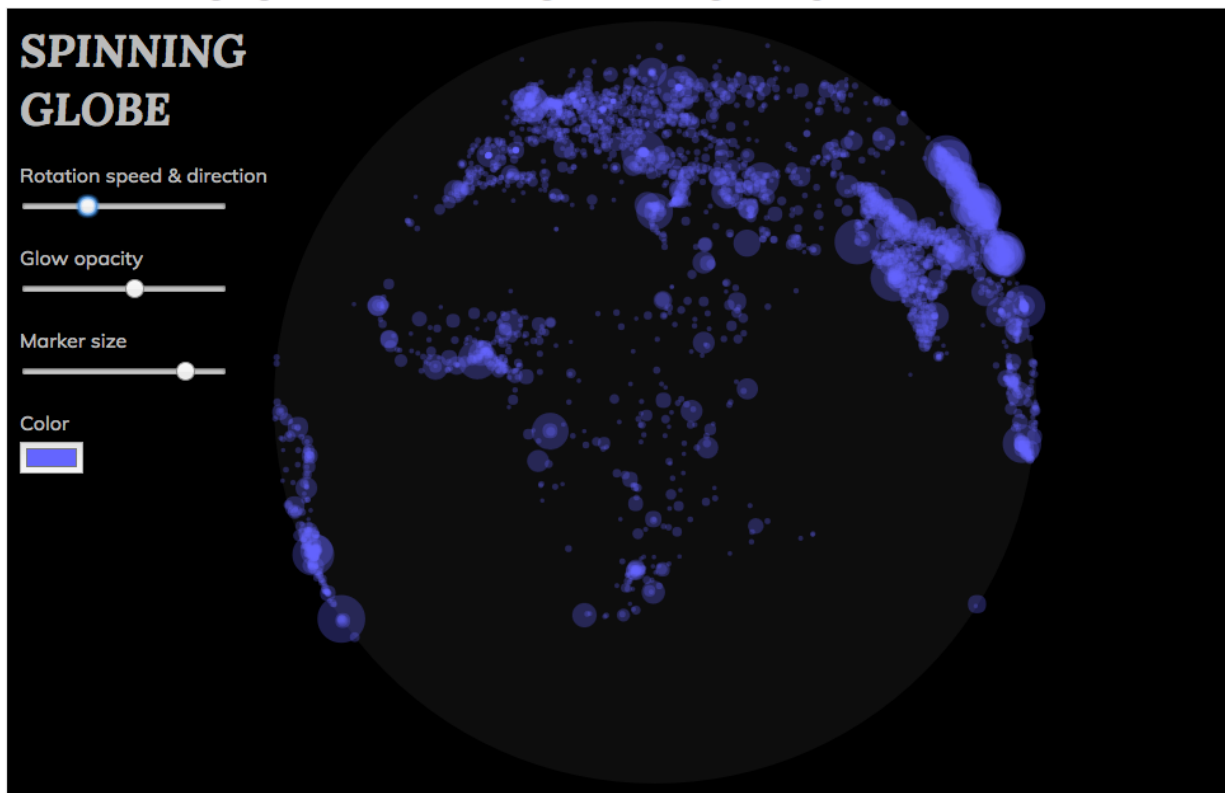 SPINNING
GLOBE
Rotation speed & direction
Glow opacity
Marker size
Color